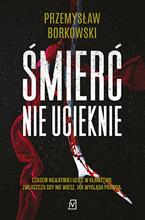 PRZEMYSŁAW
BORKOWSKI
ŚMIERĆ
NIE UCIEKNIE
CZASEM NAJŁATWIEJ UCIEC W KŁAMSTWO.
ZWŁASZCZA GDY NIE WIESZ, JAK WYGLĄDA PRAWDA.